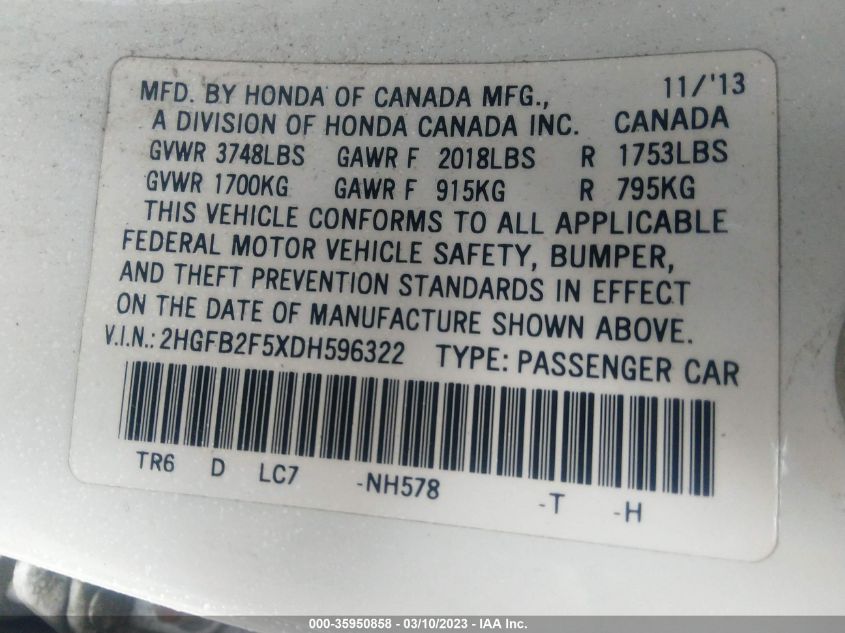 MFD. BY HONDA OF CANADA MFG., 11/'13
A DIVISION OF HONDA CANADA INC. CANADA
GVWR 3748LBS GAWR F 2018LBS R 1753LBS
GVWR 1700KG GAWR F 915KG R 795KG
THIS VEHICLE CONFORMS TO ALL APPLICABLE
FEDERAL MOTOR VEHICLE SAFETY, BUMPER,
AND THEFT PREVENTION STANDARDS IN EFFECT
ON THE DATE OF MANUFACTURE SHOWN ABOVE.
V.I.N.: 2HGFB2F5XDH596322 TYPE: PASSENGER CAR
TR6 D LC7 -NH578 -T -H
000-35950858 — 03/10/2023 — IAA Inc.